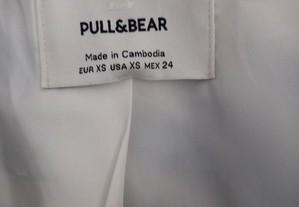 PULL&BEAR
Made in Cambodia
EUR XS USA XS MEX 24